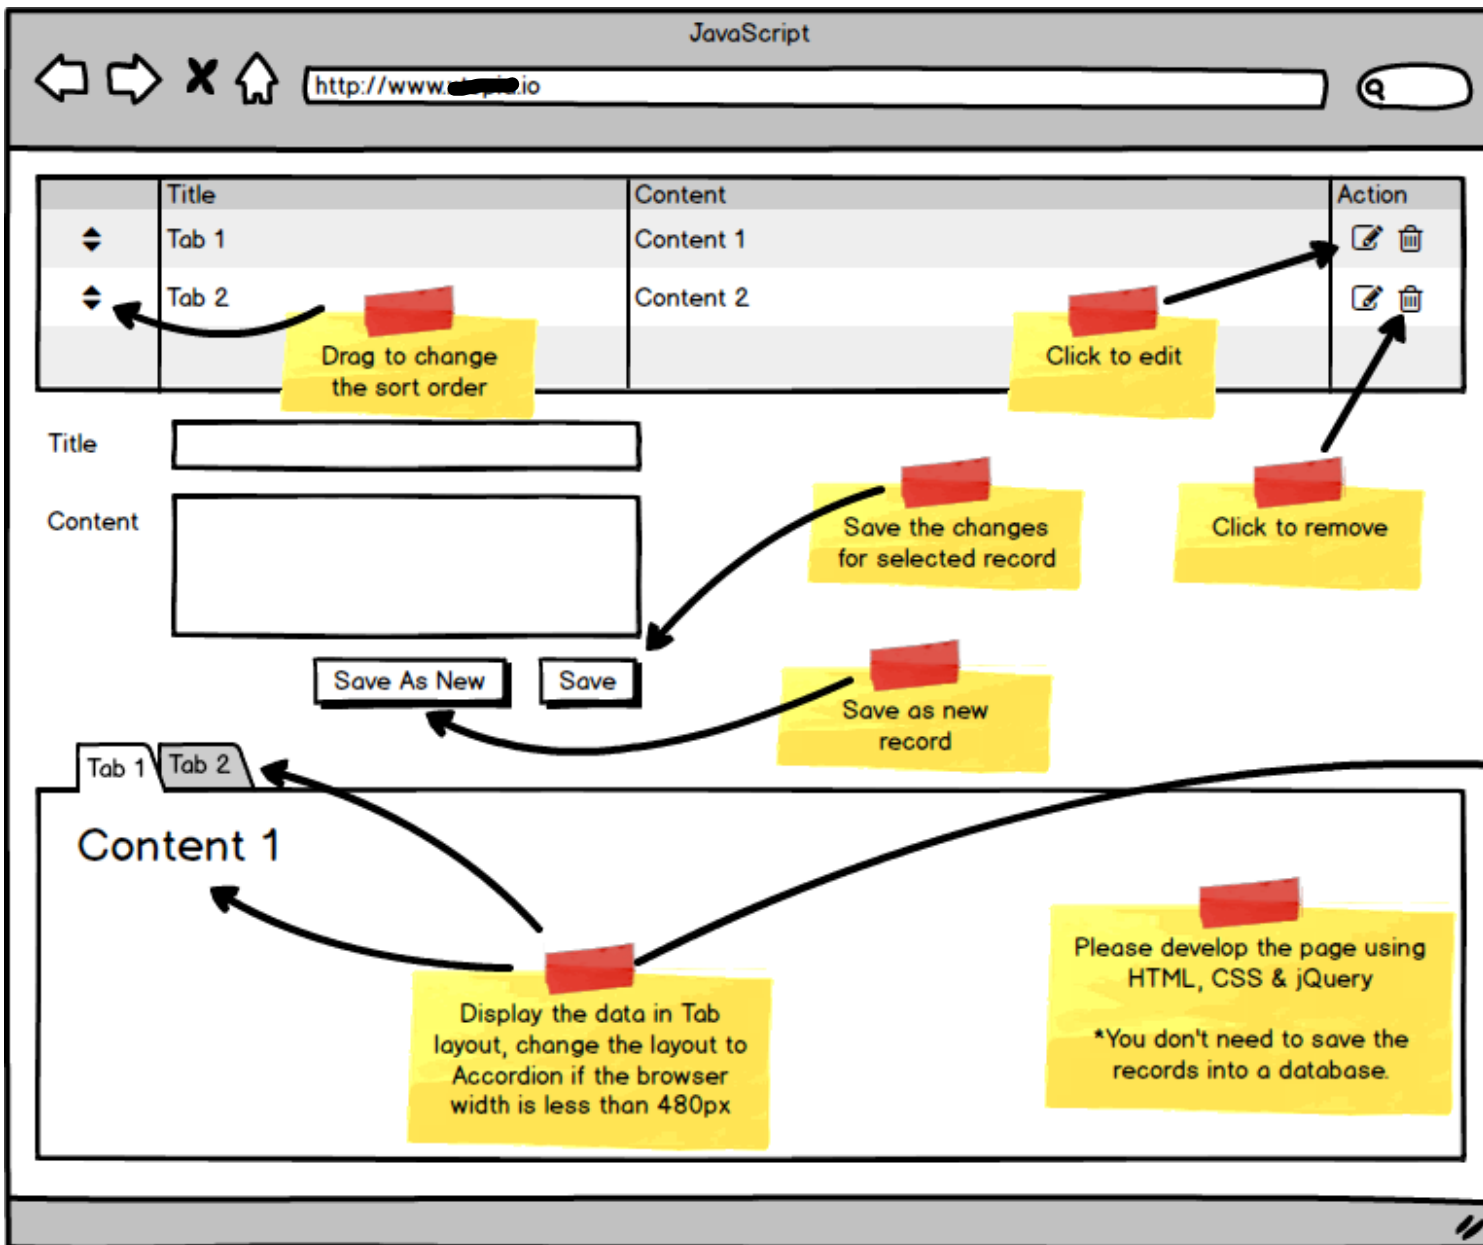 JavaScript
http://www. .io
Title Content Action
Tab 1 Content 1
Tab 2 Content 2
Drag to change
the sort order
Click to edit
Title
Content
Save the changes
for selected record
Click to remove
Save As New Save
Save as new
record
Tab 1 Tab 2
Content 1
Display the data in Tab
layout, change the layout to
Accordion if the browser
width is less than 480px
Please develop the page using
HTML, CSS & jQuery
*You don't need to save the
records into a database.